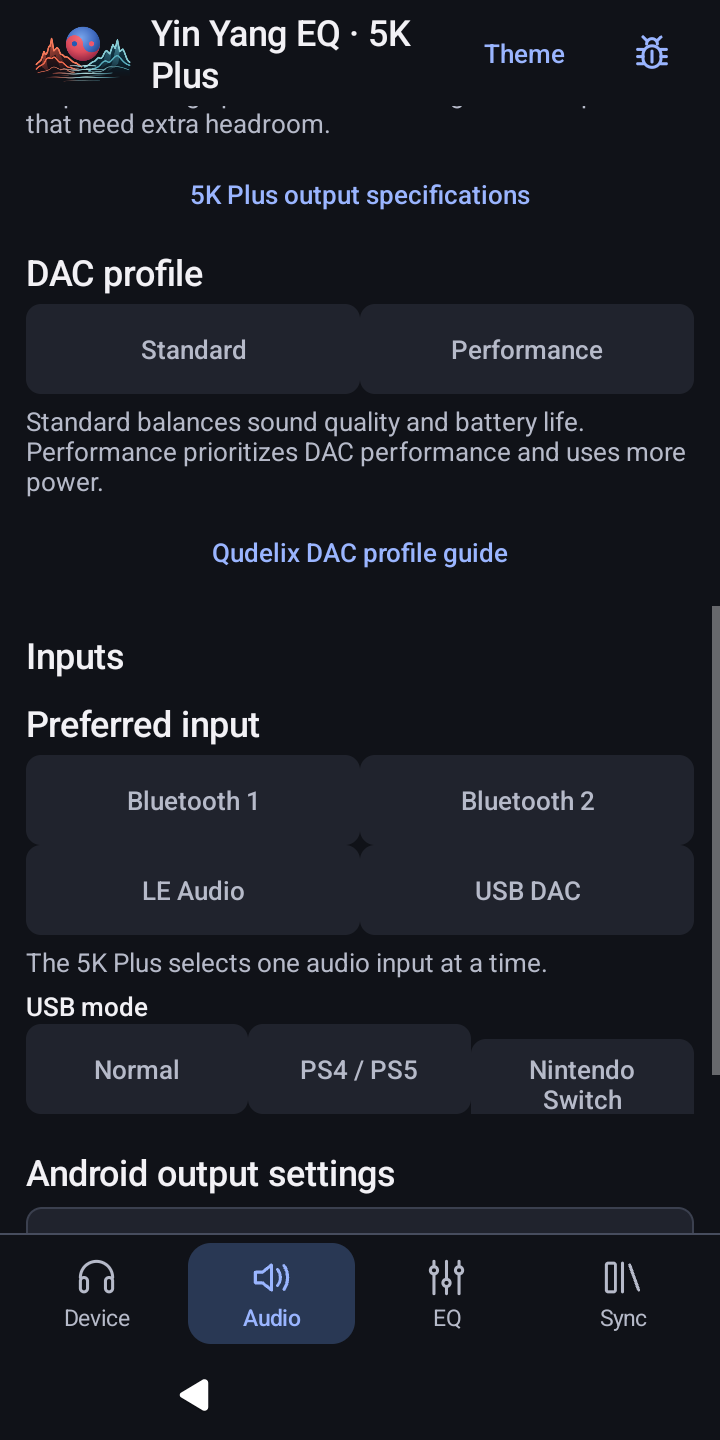 Yin Yang EQ · 5K
Plus
Theme
that need extra headroom.
5K Plus output specifications
DAC profile
Standard
Performance
Standard balances sound quality and battery life.
Performance prioritizes DAC performance and uses more
power.
Qudelix DAC profile guide
Inputs
Preferred input
Bluetooth 1
Bluetooth 2
LE Audio
USB DAC
The 5K Plus selects one audio input at a time.
USB mode
Normal
PS4 / PS5
Nintendo
Switch
Android output settings
Device
Audio
EQ
Sync